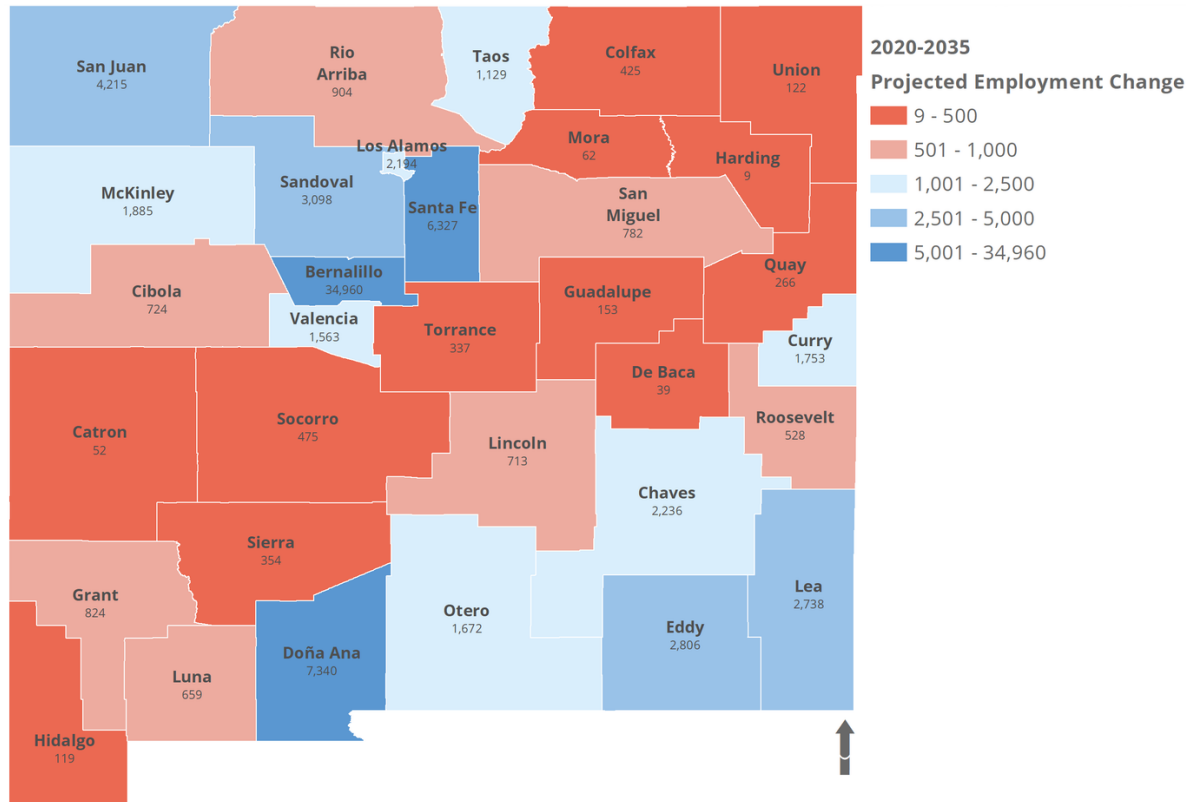 2020-2035
Projected Employment Change
9 - 500
501 - 1,000
1,001 - 2,500
2,501 - 5,000
5,001 - 34,960
San Juan
4,215
Rio
Arriba
904
Taos
1,129
Colfax
425
Union
122
Mora
62
Harding
9
Los Alamos
2,194
McKinley
1,885
Sandoval
3,098
Santa Fe
6,327
San
Miguel
782
Quay
266
Bernalillo
34,960
Cibola
724
Valencia
1,563
Guadalupe
153
Torrance
337
Curry
1,753
De Baca
39
Roosevelt
528
Catron
52
Socorro
475
Lincoln
713
Chaves
2,236
Sierra
354
Grant
824
Otero
1,672
Lea
2,738
Eddy
2,806
Doña Ana
7,340
Luna
659
Hidalgo
119